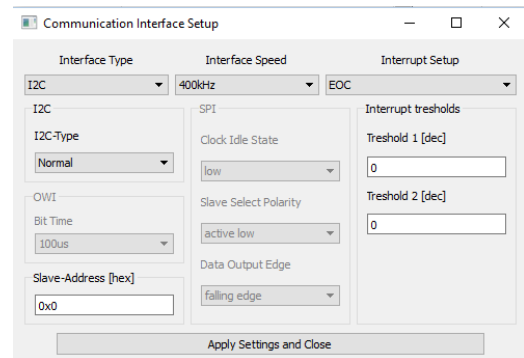 Communication Interface Setup
Interface Type
Interface Speed
Interrupt Setup
I2C
400kHz
EOC
I2C
I2C-Type
Normal
OWI
Bit Time
100us
Slave-Address [hex]
0x0
SPI
Clock Idle State
low
Slave Select Polarity
active low
Data Output Edge
falling edge
Interrupt tresholds
Treshold 1 [dec]
0
Treshold 2 [dec]
0
Apply Settings and Close